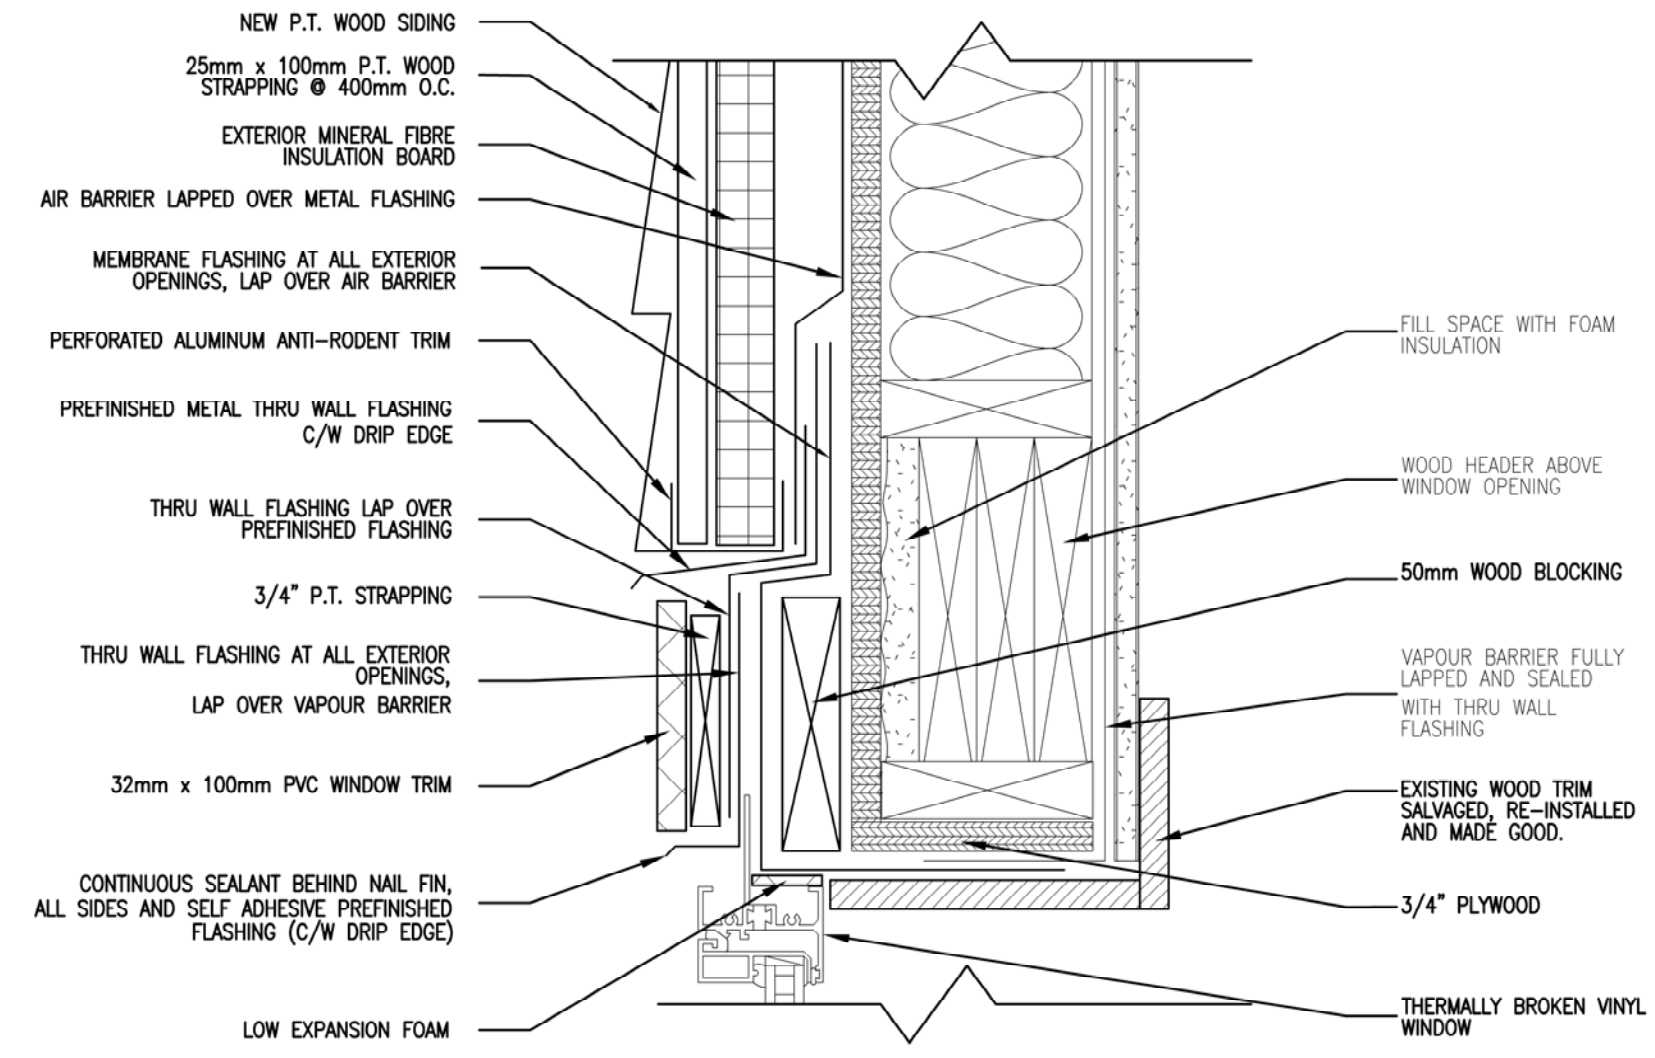 NEW P.T. WOOD SIDING
25mm x 100mm P.T. WOOD
STRAPPING @ 400mm O.C.
EXTERIOR MINERAL FIBRE
INSULATION BOARD
AIR BARRIER LAPPED OVER METAL FLASHING
MEMBRANE FLASHING AT ALL EXTERIOR
OPENINGS, LAP OVER AIR BARRIER
PERFORATED ALUMINUM ANTI-RODENT TRIM
PREFINISHED METAL THRU WALL FLASHING
C/W DRIP EDGE
THRU WALL FLASHING LAP OVER
PREFINISHED FLASHING
3/4" P.T. STRAPPING
THRU WALL FLASHING AT ALL EXTERIOR
OPENINGS,
LAP OVER VAPOUR BARRIER
32mm x 100mm PVC WINDOW TRIM
CONTINUOUS SEALANT BEHIND NAIL FIN,
ALL SIDES AND SELF ADHESIVE PREFINISHED
FLASHING (C/W DRIP EDGE)
LOW EXPANSION FOAM
FILL SPACE WITH FOAM
INSULATION
WOOD HEADER ABOVE
WINDOW OPENING
50mm WOOD BLOCKING
VAPOUR BARRIER FULLY
LAPPED AND SEALED
WITH THRU WALL
FLASHING
EXISTING WOOD TRIM
SALVAGED, RE-INSTALLED
AND MADE GOOD.
3/4" PLYWOOD
THERMALLY BROKEN VINYL
WINDOW